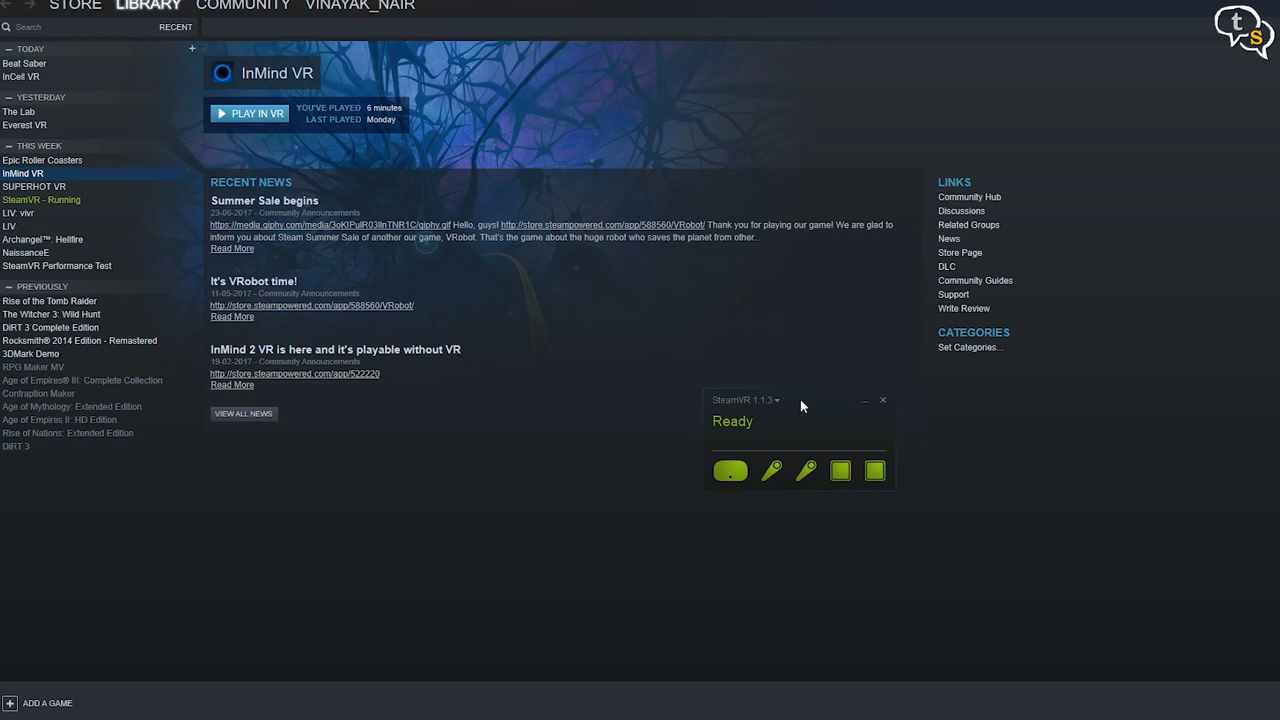 STORE LIBRARY COMMUNITY VINAYAK_NAIR
Search RECENT
TODAY
Beat Saber
InCell VR
YESTERDAY
The Lab
Everest VR
THIS WEEK
Epic Roller Coasters
InMind VR
SUPERHOT VR
SteamVR - Running
LIV: vivr
LIV
Archangel™: Hellfire
NaissanceE
SteamVR Performance Test
PREVIOUSLY
Rise of the Tomb Raider
The Witcher 3: Wild Hunt
DiRT 3 Complete Edition
Rocksmith® 2014 Edition - Remastered
3DMark Demo
RPG Maker MV
Age of Empires® III: Complete Collection
Contraption Maker
Age of Mythology: Extended Edition
Age of Empires II: HD Edition
Rise of Nations: Extended Edition
DiRT 3
ADD A GAME
InMind VR
PLAY IN VR
YOU'VE PLAYED 6 minutes
LAST PLAYED Monday
RECENT NEWS
Summer Sale begins
23-06-2017 - Community Announcements
https://media.giphy.com/media/3oKIPulR03lInTNR1C/giphy.gif Hello, guys! http://store.steampowered.com/app/588560/VRobot/ Thank you for playing our game! We are glad to
inform you about Steam Summer Sale of another our game, VRobot. That's the game about the huge robot who saves the planet from other...
Read More
It's VRobot time!
11-05-2017 - Community Announcements
http://store.steampowered.com/app/588560/VRobot/
Read More
InMind 2 VR is here and it's playable without VR
19-02-2017 - Community Announcements
http://store.steampowered.com/app/522220
Read More
VIEW ALL NEWS
SteamVR 1.1.3
Ready
LINKS
Community Hub
Discussions
Related Groups
News
Store Page
DLC
Community Guides
Support
Write Review
CATEGORIES
Set Categories...
t
s